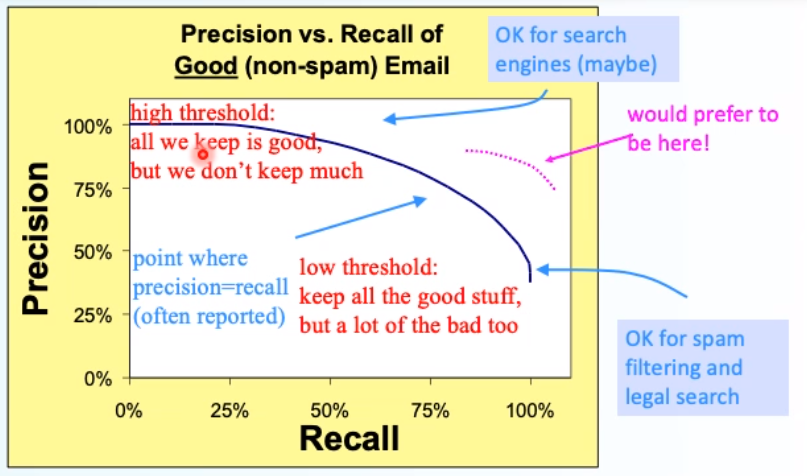 Precision vs. Recall of
Good (non-spam) Email
OK for search
engines (maybe)
would prefer to
be here!
high threshold:
all we keep is good,
but we don't keep much
point where
precision=recall
(often reported)
low threshold:
keep all the good stuff,
but a lot of the bad too
OK for spam
filtering and
legal search
Precision
100%
75%
50%
25%
0%
0% 25% 50% 75% 100%
Recall